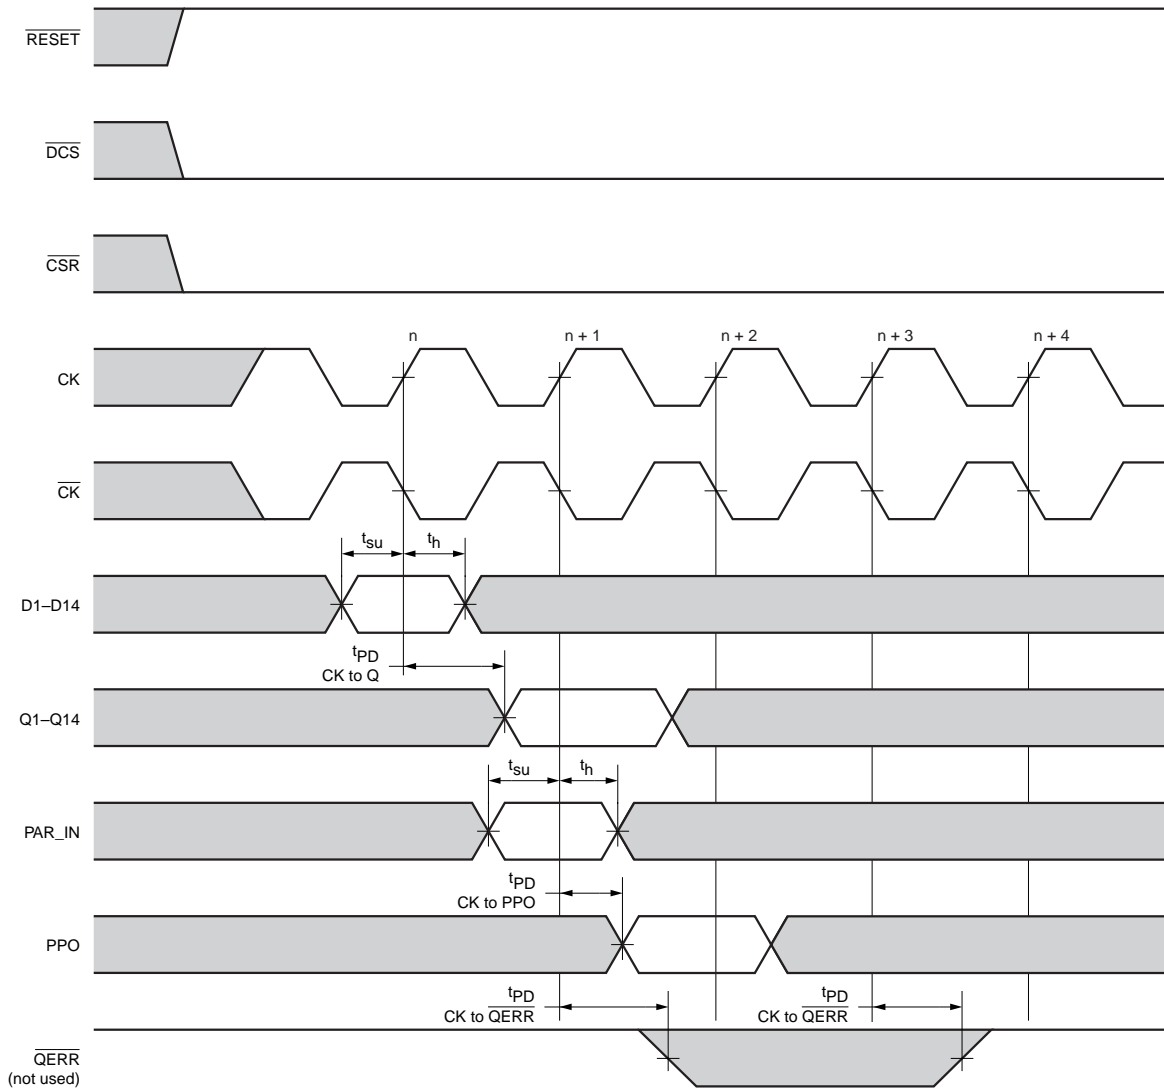 RESET
DCS
CSR
n
n + 1
n + 2
n + 3
n + 4
CK
CK
tsu
th
D1–D14
tPD
CK to Q
Q1–Q14
tsu
th
PAR_IN
tPD
CK to PPO
PPO
tPD
CK to QERR
tPD
CK to QERR
QERR
(not used)